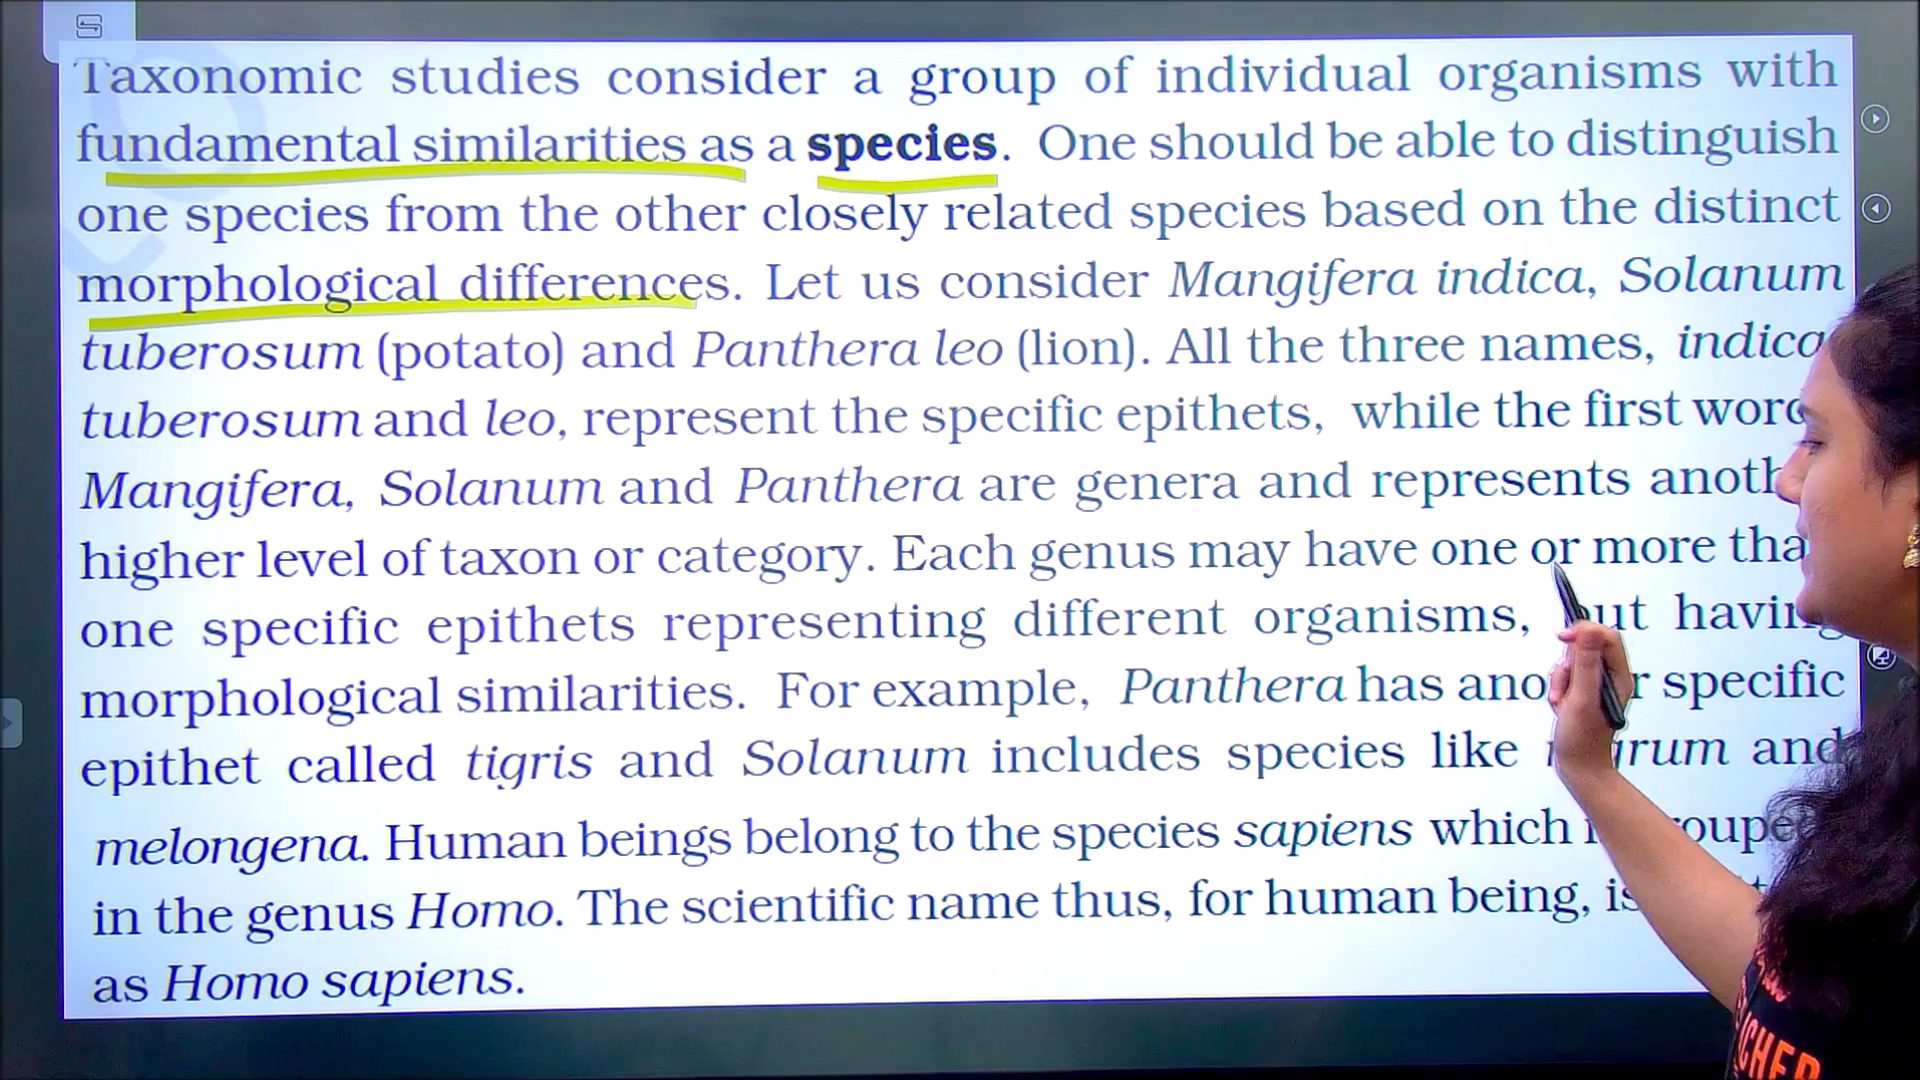 Taxonomic studies consider a group of individual organisms with
fundamental similarities as a species. One should be able to distinguish
one species from the other closely related species based on the distinct
morphological differences. Let us consider Mangifera indica, Solanum
tuberosum (potato) and Panthera leo (lion). All the three names, indica
tuberosum and leo, represent the specific epithets, while the first
Mangifera, Solanum and Panthera are genera and represents
higher level of taxon or category. Each genus may have one or more
one specific epithets representing different organisms, but having
morphological similarities. For example, Panthera has specific
epithet called tigris and Solanum includes species like and
melongena. Human beings belong to the species sapiens which
in the genus Homo. The scientific name thus, for human being, is
as Homo sapiens.